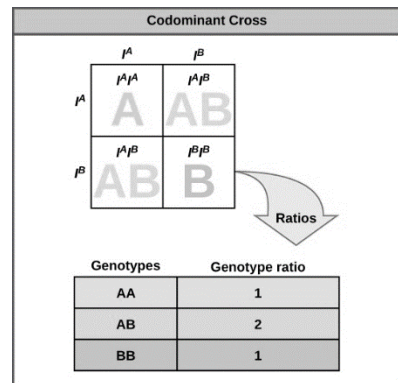 Codominant Cross
Iᴬ Iᴮ
Iᴬ IᴬIᴬ IᴬIᴮ
A AB
Iᴮ IᴬIᴮ IᴮIᴮ
AB B
Ratios
Genotypes Genotype ratio
AA 1
AB 2
BB 1